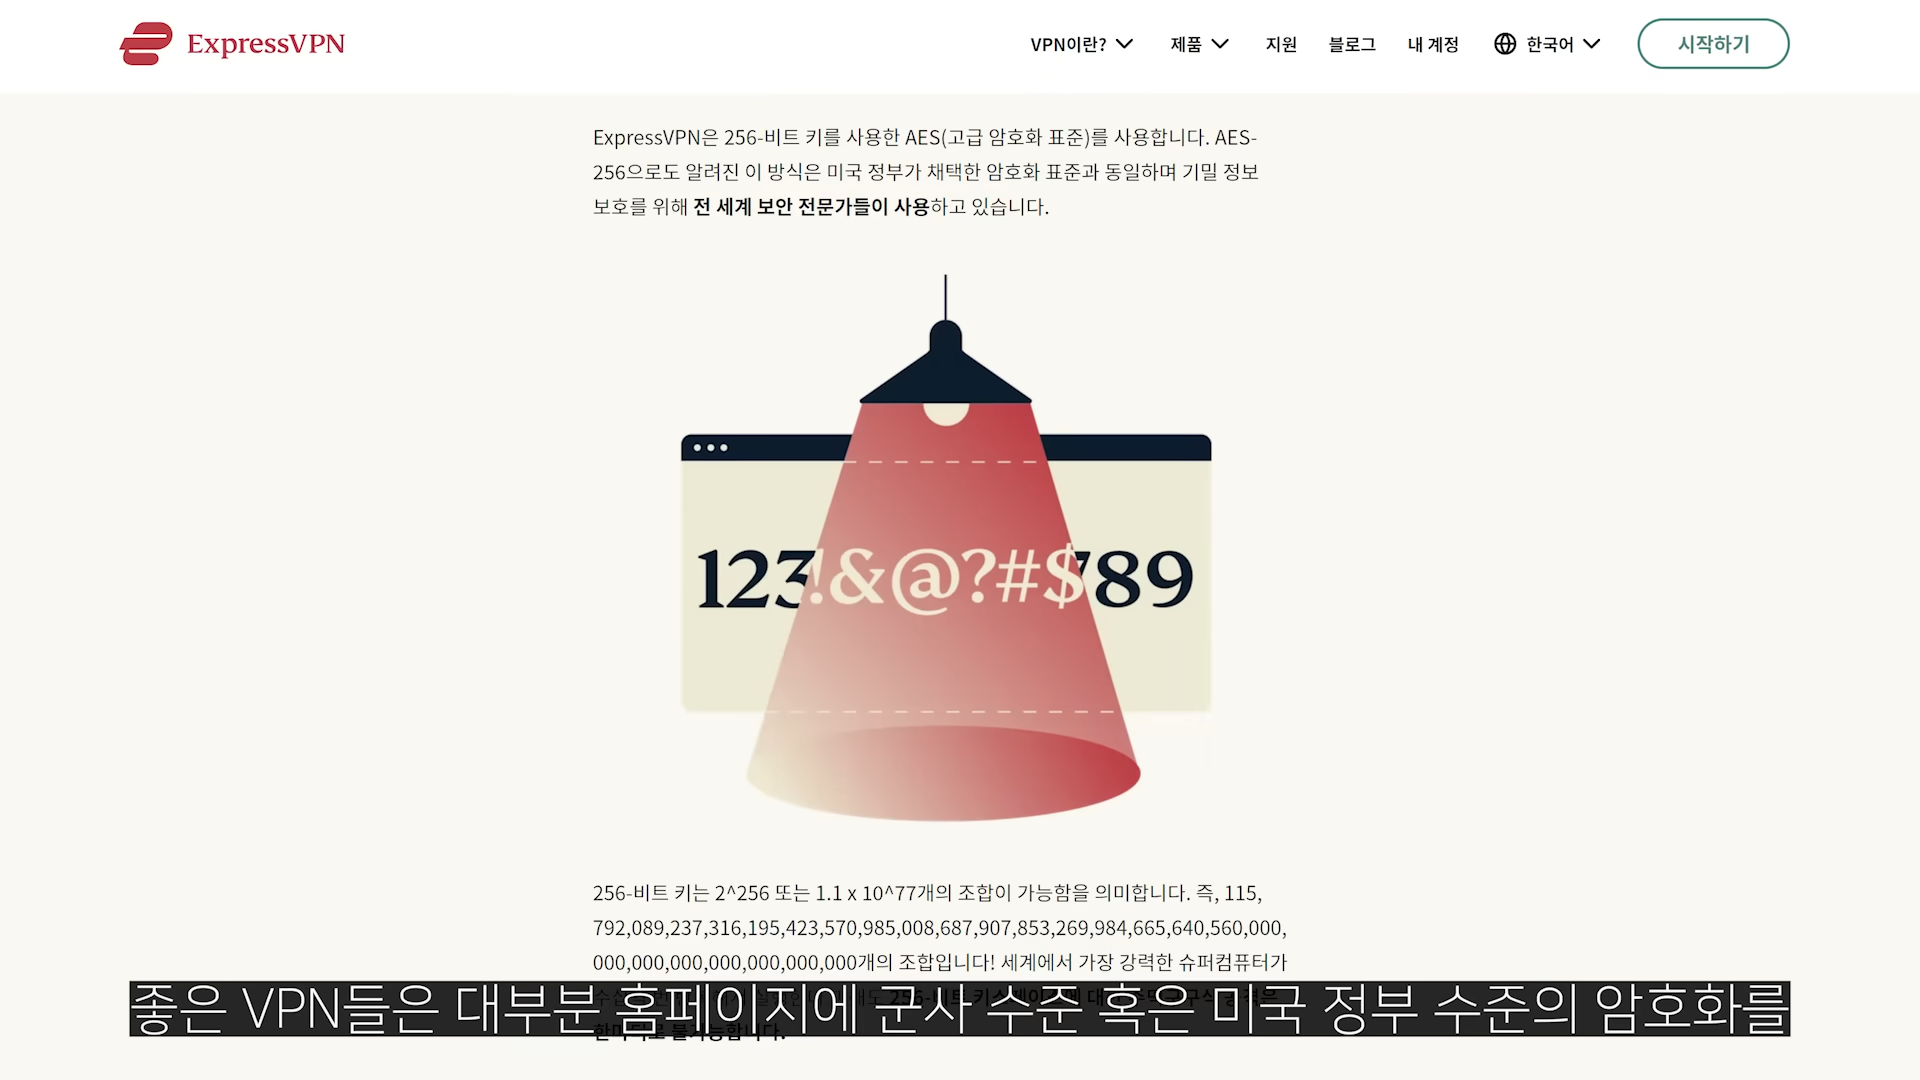 ExpressVPN
VPN이란? 제품 지원 블로그 내 계정 한국어 시작하기
ExpressVPN은 256-비트 키를 사용한 AES(고급 암호화 표준)를 사용합니다. AES-
256으로도 알려진 이 방식은 미국 정부가 채택한 암호화 표준과 동일하며 기밀 정보
보호를 위해 전 세계 보안 전문가들이 사용하고 있습니다.
123!&@?#$789
256-비트 키는 2^256 또는 1.1 x 10^77개의 조합이 가능함을 의미합니다. 즉, 115,
792,089,237,316,195,423,570,985,008,687,907,853,269,984,665,640,560,000,
000,000,000,000,000,000,000개의 조합입니다! 세계에서 가장 강력한 슈퍼컴퓨터가
좋은 VPN들은 대부분 홈페이지에 군사 수준 혹은 미국 정부 수준의 암호화를